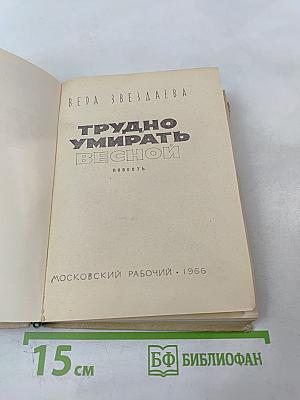 ВЕРА ЗВЕЗДАЕВА
ТРУДНО
УМИРАТЬ
ВЕСНОЙ
ПОВЕСТЬ
МОСКОВСКИЙ РАБОЧИЙ • 1966
15 см
БФ БИБЛИОФАН